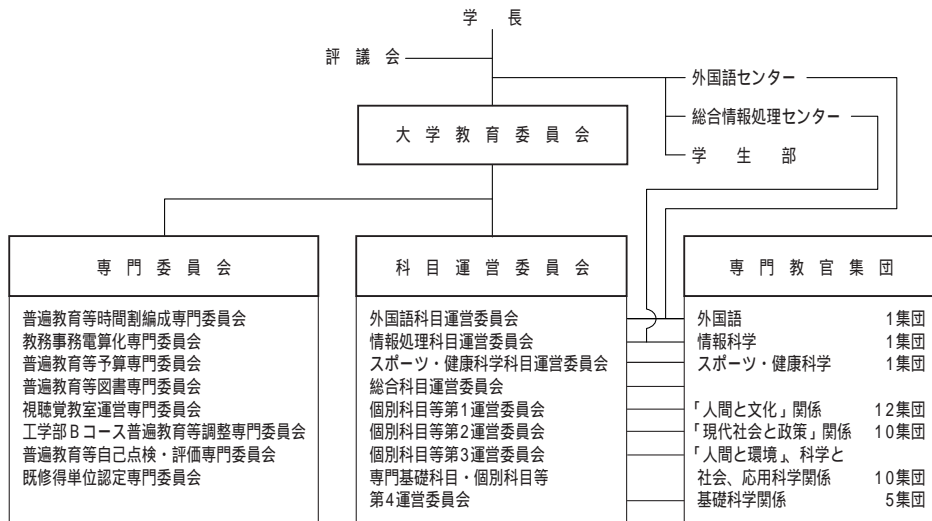 学長
評議会
外国語センター
総合情報処理センター
大学教育委員会
学生部
専門委員会
普遍教育等時間割編成専門委員会
教務事務電算化専門委員会
普遍教育等予算専門委員会
普遍教育等図書専門委員会
視聴覚教室運営専門委員会
工学部Bコース普遍教育等調整専門委員会
普遍教育等自己点検・評価専門委員会
既修得単位認定専門委員会
科目運営委員会
外国語科目運営委員会
情報処理科目運営委員会
スポーツ・健康科学科目運営委員会
総合科目運営委員会
個別科目等第1運営委員会
個別科目等第2運営委員会
個別科目等第3運営委員会
専門基礎科目・個別科目等
第4運営委員会
専門教官集団
外国語 1集団
情報科学 1集団
スポーツ・健康科学 1集団
「人間と文化」関係 12集団
「現代社会と政策」関係 10集団
「人間と環境」、科学と
社会、応用科学関係 10集団
基礎科学関係 5集団